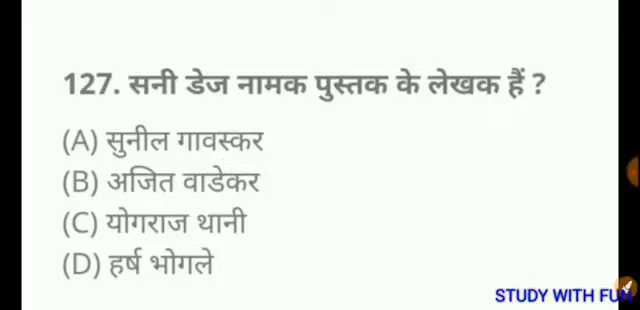 127. सनी डेज नामक पुस्तक के लेखक हैं ?
(A) सुनील गावस्कर
(B) अजित वाडेकर
(C) योगराज थानी
(D) हर्ष भोगले
STUDY WITH FUN